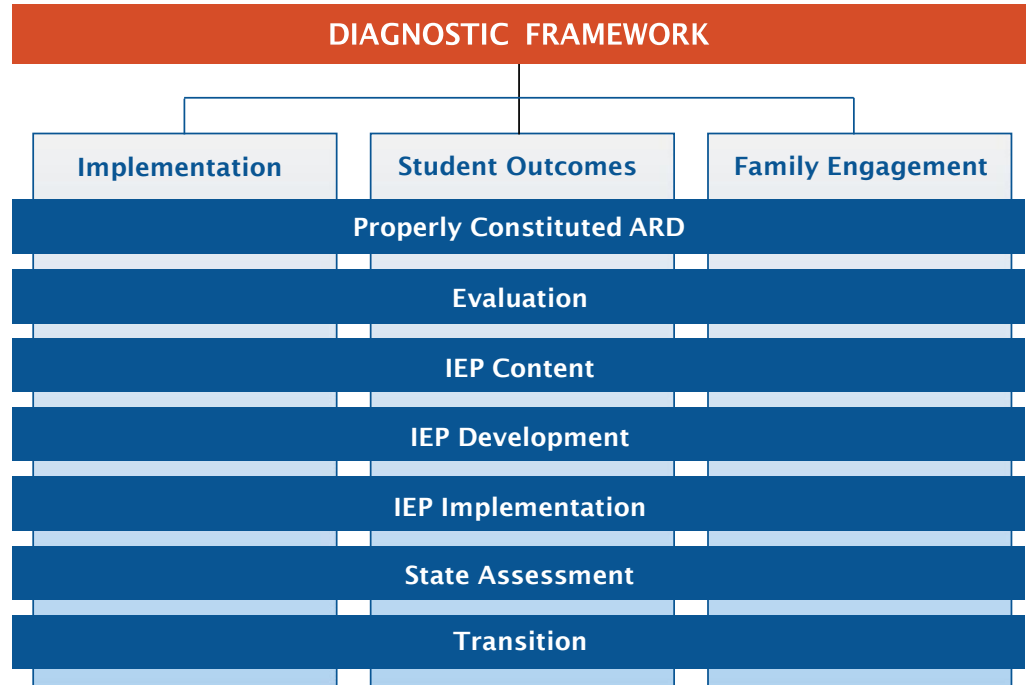 DIAGNOSTIC FRAMEWORK
Implementation
Student Outcomes
Family Engagement
Properly Constituted ARD
Evaluation
IEP Content
IEP Development
IEP Implementation
State Assessment
Transition